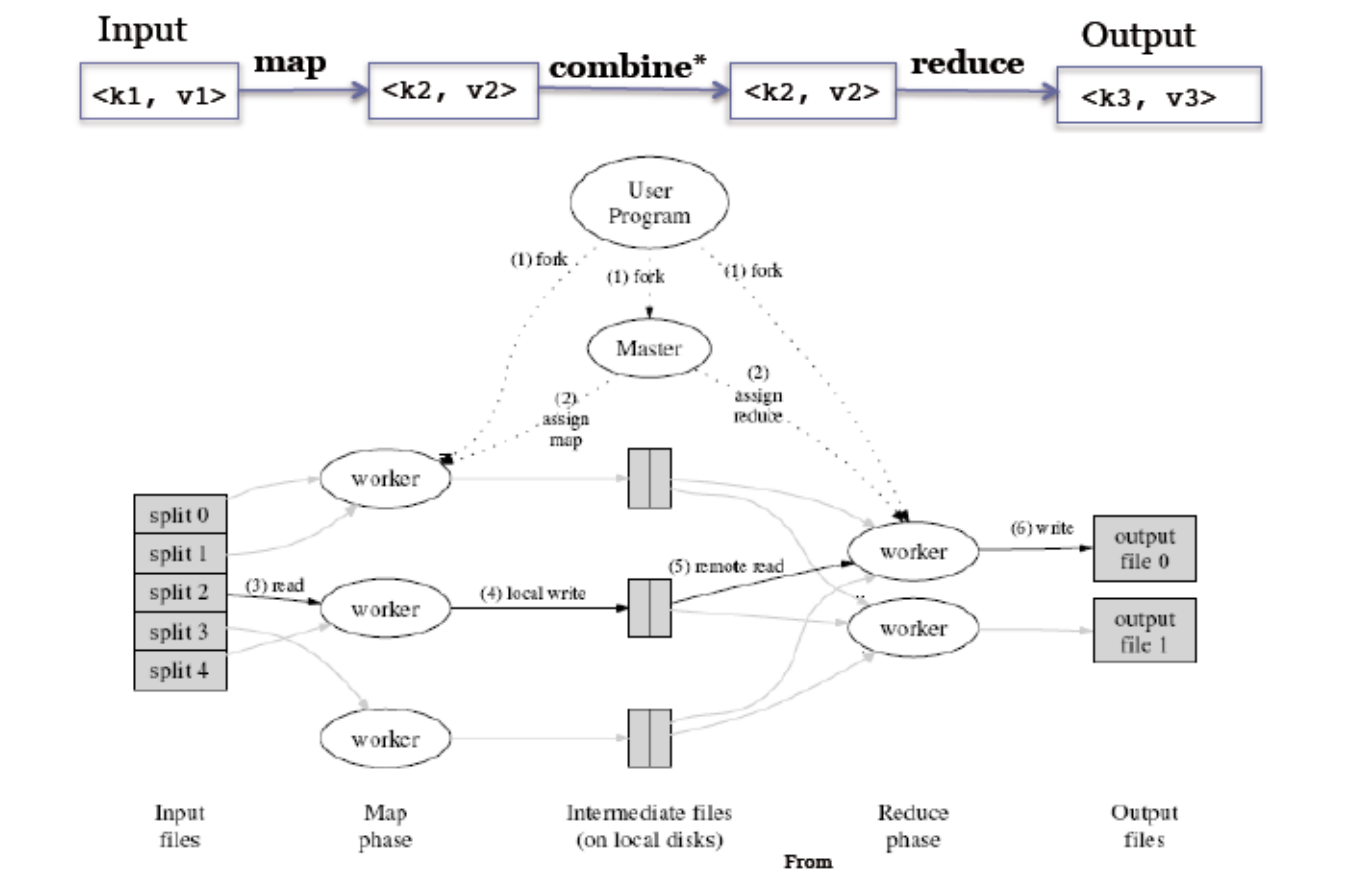 Input
map
combine*
reduce
Output
<k1, v1>
<k2, v2>
<k2, v2>
<k3, v3>
User
Program
(1) fork
(1) fork
(1) fork
Master
(2)
assign
map
(2)
assign
reduce
split 0
split 1
split 2
split 3
split 4
(3) read
worker
worker
worker
(4) local write
(5) remote read
worker
worker
(6) write
output
file 0
output
file 1
Input
files
Map
phase
Intermediate files
(on local disks)
Reduce
phase
Output
files
From